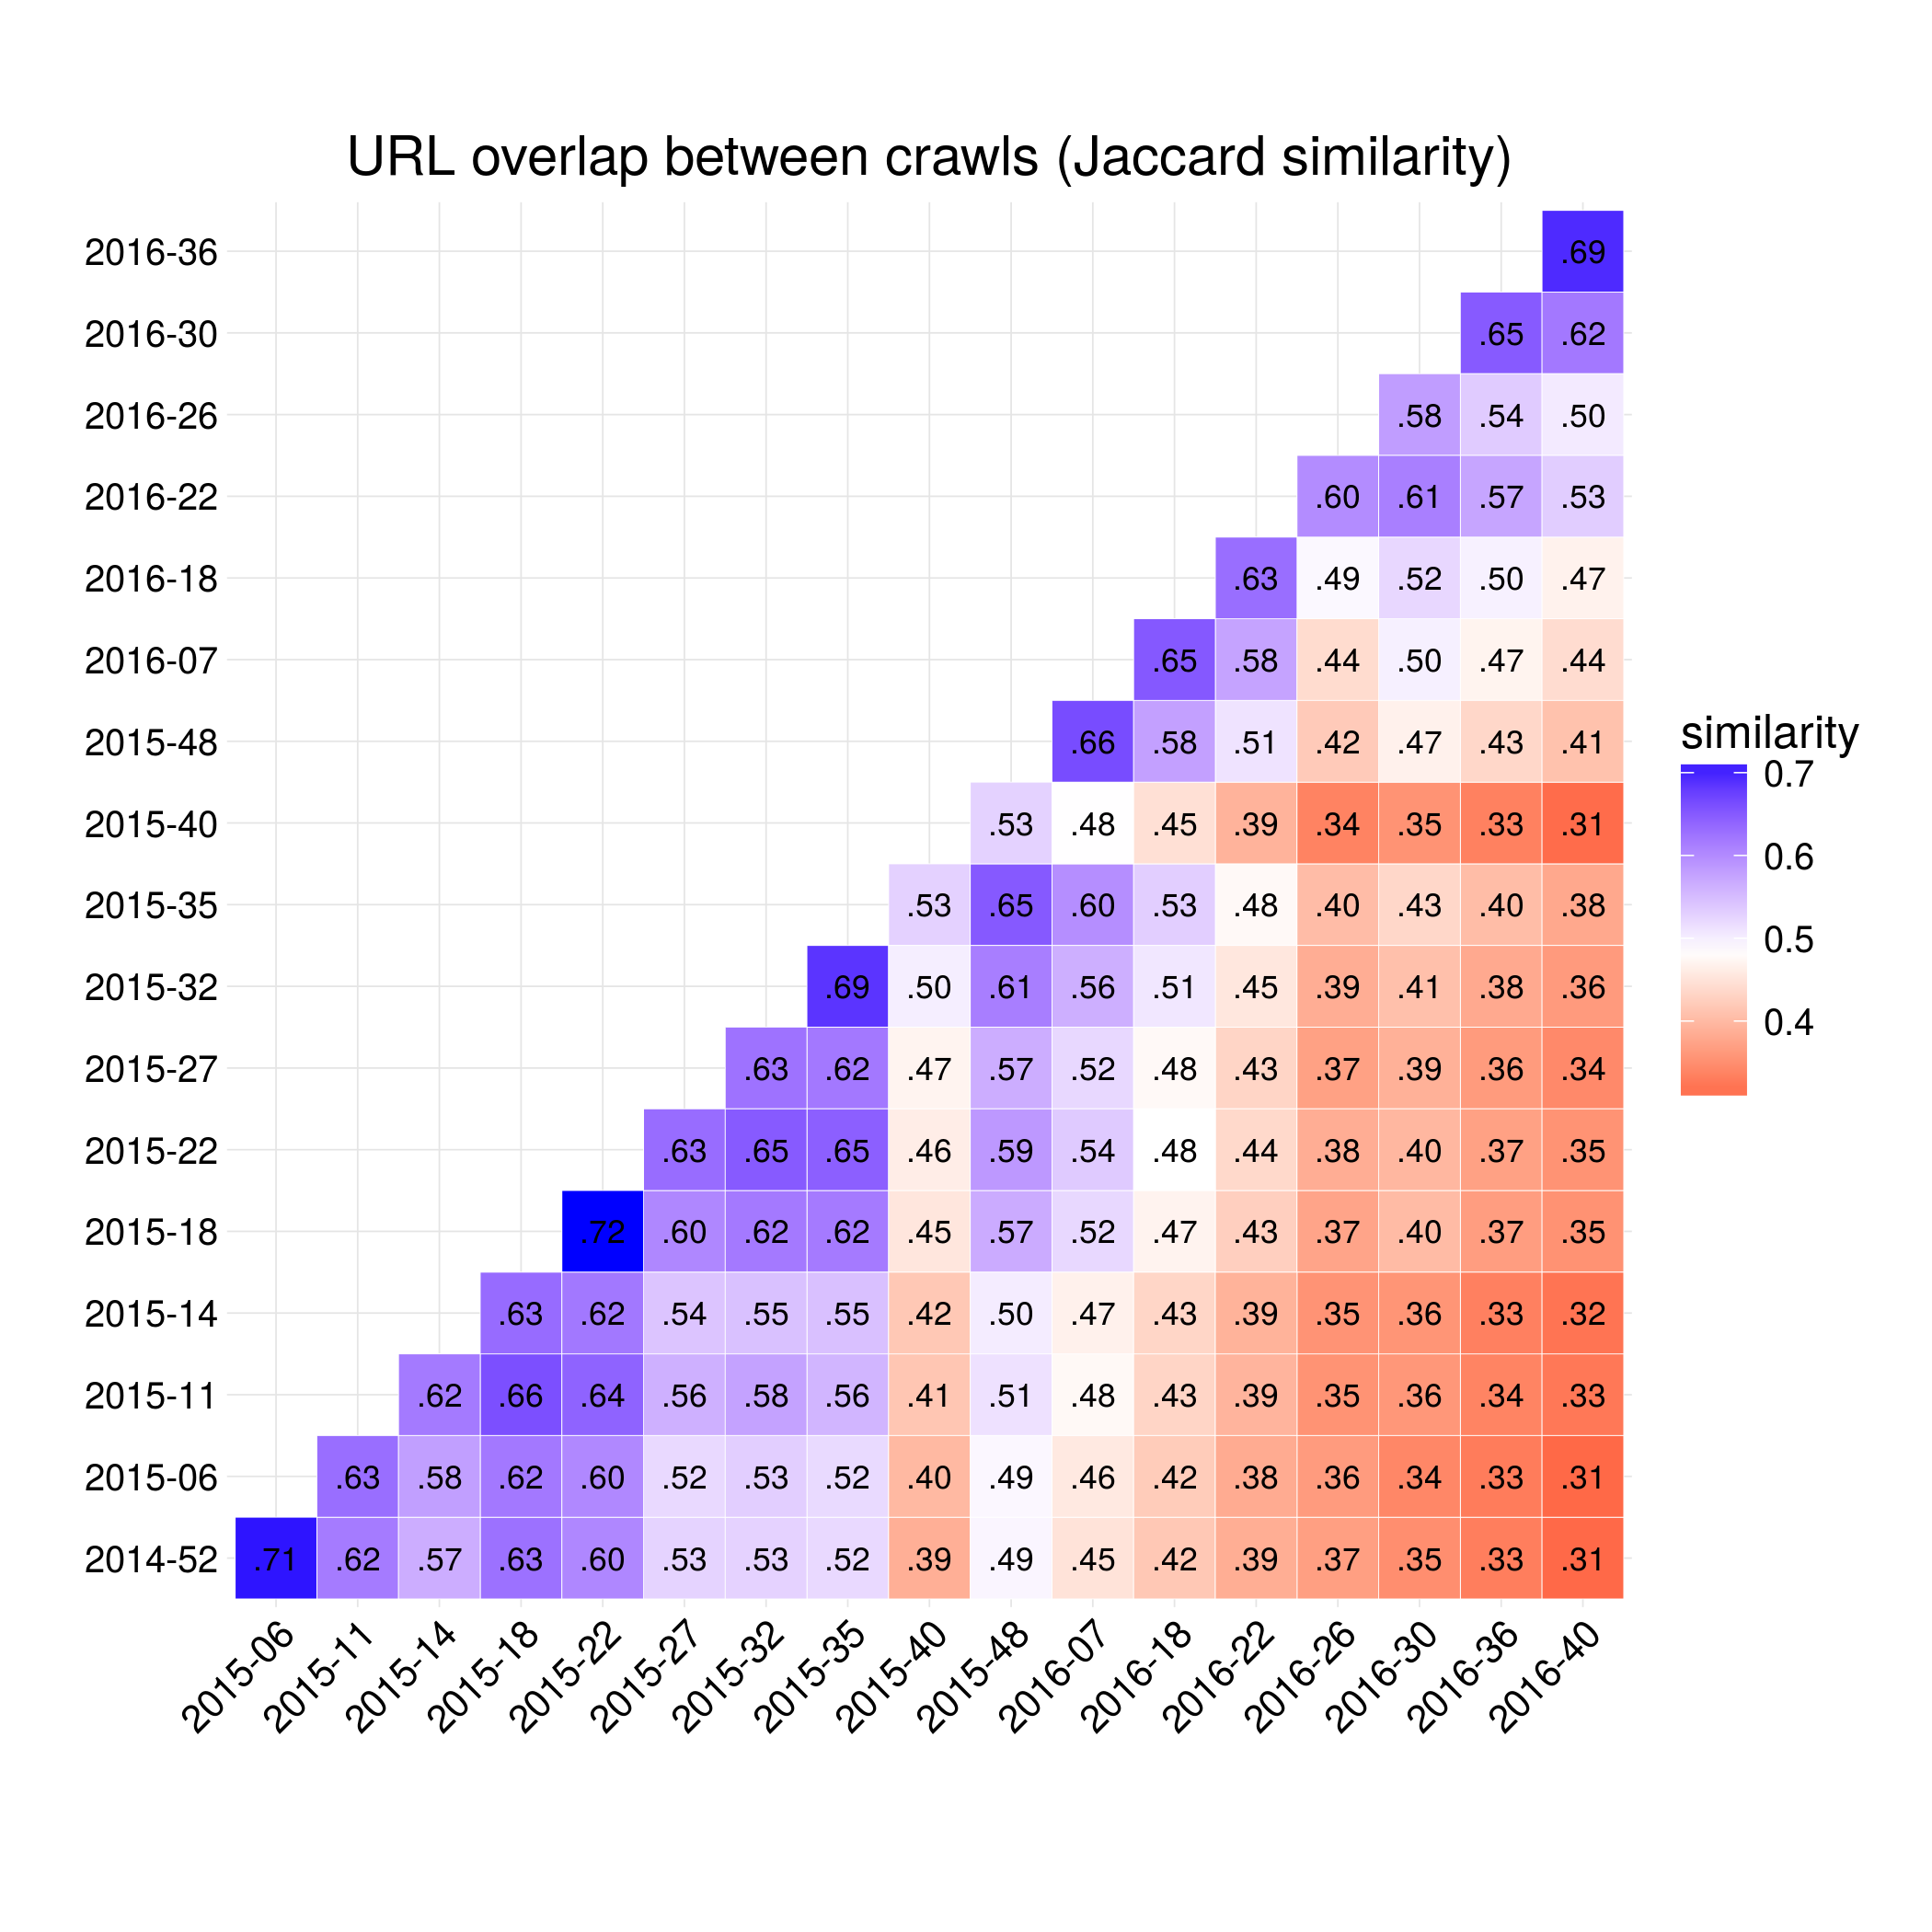 URL overlap between crawls (Jaccard similarity)
2016-36 .69
2016-30 .65 .62
2016-26 .58 .54 .50
2016-22 .60 .61 .57 .53
2016-18 .63 .49 .52 .50 .47
2016-07 .65 .58 .44 .50 .47 .44
2015-48 .66 .58 .51 .42 .47 .43 .41
2015-40 .53 .48 .45 .39 .34 .35 .33 .31
2015-35 .53 .65 .60 .53 .48 .40 .43 .40 .38
2015-32 .69 .50 .61 .56 .51 .45 .39 .41 .38 .36
2015-27 .63 .62 .47 .57 .52 .48 .43 .37 .39 .36 .34
2015-22 .63 .65 .65 .46 .59 .54 .48 .44 .38 .40 .37 .35
2015-18 .72 .60 .62 .62 .45 .57 .52 .47 .43 .37 .40 .37 .35
2015-14 .63 .62 .54 .55 .55 .42 .50 .47 .43 .39 .35 .36 .33 .32
2015-11 .62 .66 .64 .56 .58 .56 .41 .51 .48 .43 .39 .35 .36 .34 .33
2015-06 .63 .58 .62 .60 .52 .53 .52 .40 .49 .46 .42 .38 .36 .34 .33 .31
2014-52 .71 .62 .57 .63 .60 .53 .53 .52 .39 .49 .45 .42 .39 .37 .35 .33 .31
2015-06 2015-11 2015-14 2015-18 2015-22 2015-27 2015-32 2015-35 2015-40 2015-48 2016-07 2016-18 2016-22 2016-26 2016-30 2016-36 2016-40
similarity
0.7
0.6
0.5
0.4